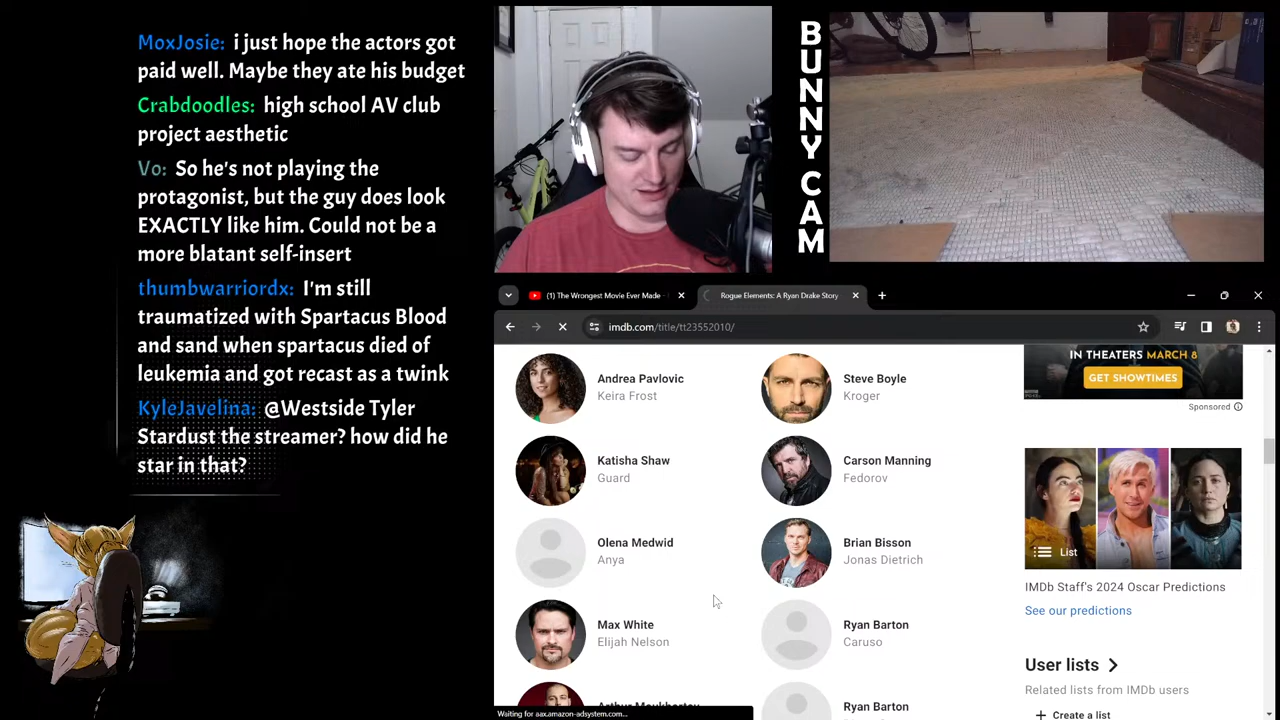 MoxJosie: i just hope the actors got
paid well. Maybe they ate his budget
Crabdoodles: high school AV club
project aesthetic
Vo: So he's not playing the
protagonist, but the guy does look
EXACTLY like him. Could not be a
more blatant self-insert
thumbwarriordx: I'm still
traumatized with Spartacus Blood
and sand when spartacus died of
leukemia and got recast as a twink
KyleJavelina: @Westside Tyler
Stardust the streamer? how did he
star in that?
BUNNY CAM
(1) The Wrongest Movie Ever Made -
Rogue Elements: A Ryan Drake Story
imdb.com/title/tt23552010/
Andrea Pavlovic
Keira Frost
Steve Boyle
Kroger
Katisha Shaw
Guard
Carson Manning
Fedorov
Olena Medwid
Anya
Brian Bisson
Jonas Dietrich
Max White
Elijah Nelson
Ryan Barton
Caruso
Ryan Barton
IN THEATERS MARCH 8
GET SHOWTIMES
Sponsored
List
IMDb Staff's 2024 Oscar Predictions
See our predictions
User lists
Related lists from IMDb users
Create a list
Waiting for aax.amazon-adsystem.com...